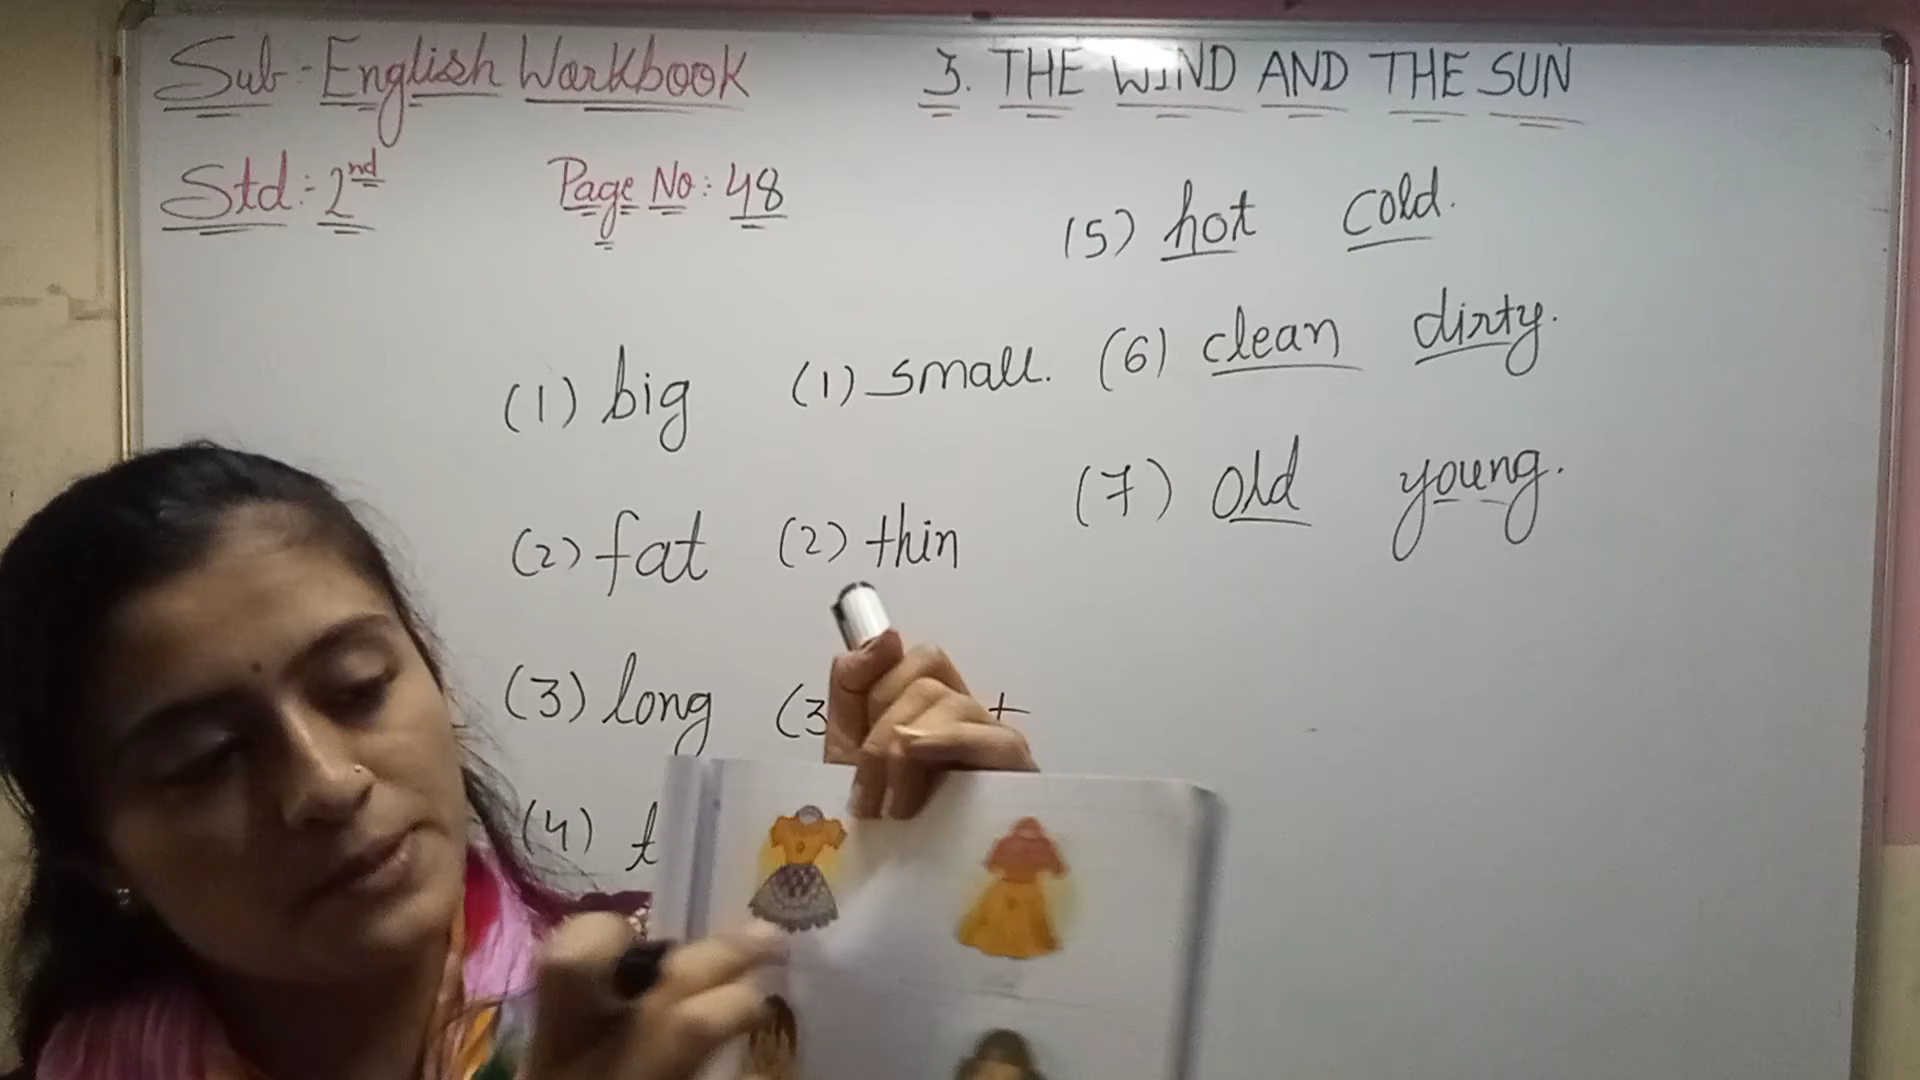 Sub - English Workbook
3. THE WIND AND THE SUN
Std: 2nd
Page No: 48
(1) big (1) small.
(2) fat (2) thin
(3) long (3
(4) t
(5) hot cold.
(6) clean dirty.
(7) old young.